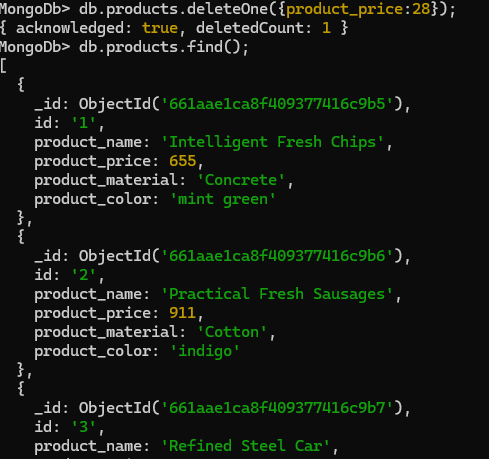 MongoDb> db.products.deleteOne({product_price:28});
{ acknowledged: true, deletedCount: 1 }
MongoDb> db.products.find();
[
  {
    _id: ObjectId('661aae1ca8f409377416c9b5'),
    id: '1',
    product_name: 'Intelligent Fresh Chips',
    product_price: 655,
    product_material: 'Concrete',
    product_color: 'mint green'
  },
  {
    _id: ObjectId('661aae1ca8f409377416c9b6'),
    id: '2',
    product_name: 'Practical Fresh Sausages',
    product_price: 911,
    product_material: 'Cotton',
    product_color: 'indigo'
  },
  {
    _id: ObjectId('661aae1ca8f409377416c9b7'),
    id: '3',
    product_name: 'Refined Steel Car',